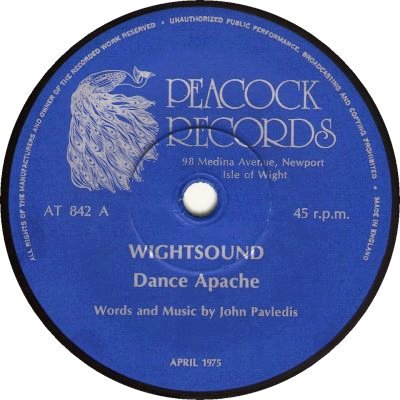 ALL RIGHTS OF THE MANUFACTURERS AND OWNER OF THE RECORDED WORK RESERVED • UNAUTHORIZED PUBLIC PERFORMANCE, BROADCASTING AND COPYING PROHIBITED • MADE IN ENGLAND
PEACOCK
RECORDS
98 Medina Avenue, Newport
Isle of Wight
AT 842 A
45 r.p.m.
WIGHTSOUND
Dance Apache
Words and Music by John Pavledis
APRIL 1975